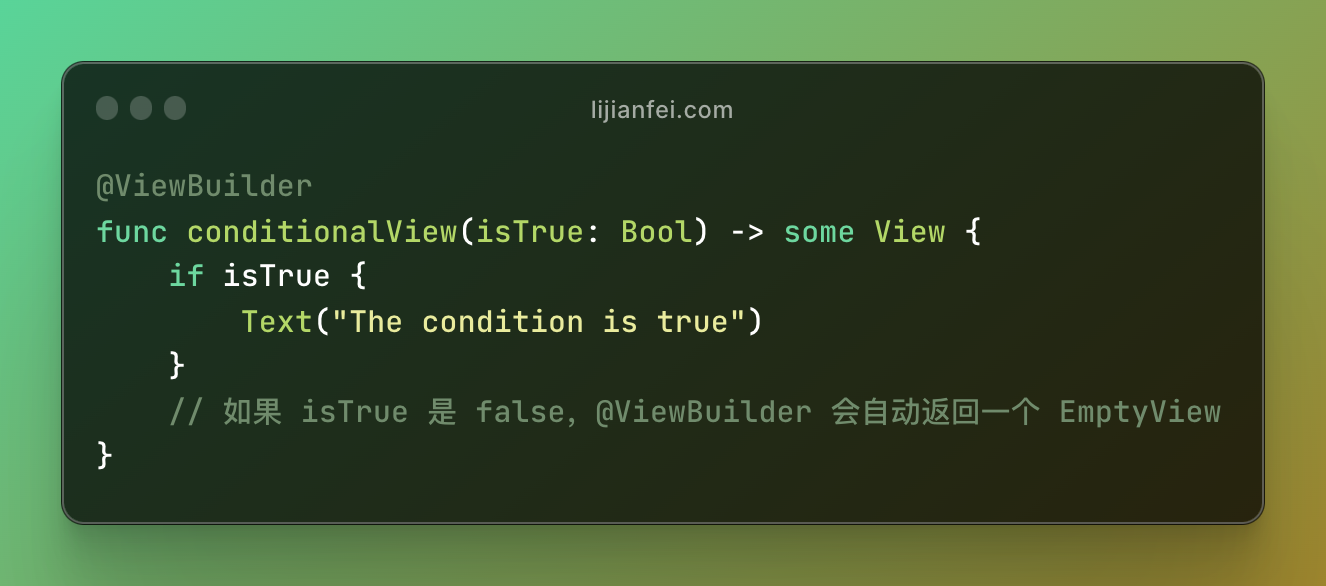 lijianfei.com
@ViewBuilder
func conditionalView(isTrue: Bool) -> some View {
    if isTrue {
        Text("The condition is true")
    }
    // 如果 isTrue 是 false，@ViewBuilder 会自动返回一个 EmptyView
}